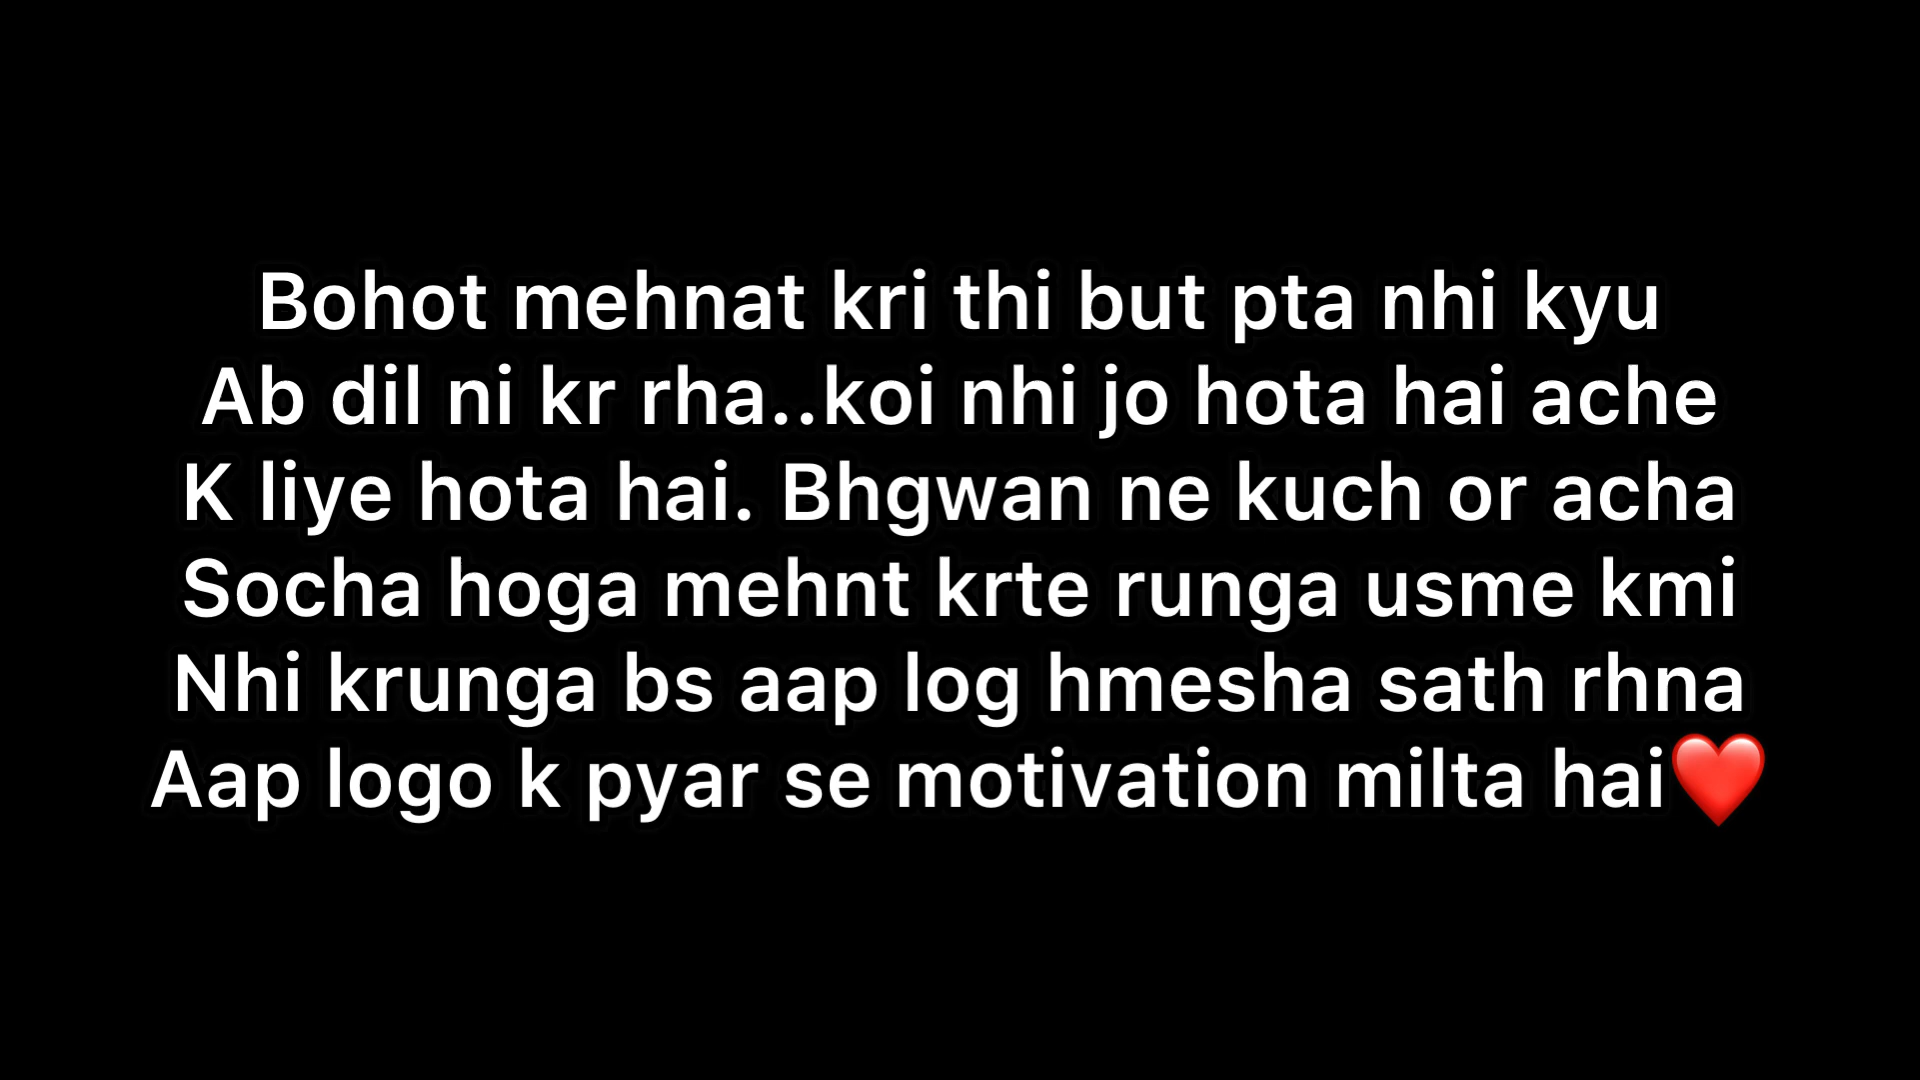 Bohot mehnat kri thi but pta nhi kyu
Ab dil ni kr rha..koi nhi jo hota hai ache
K liye hota hai. Bhgwan ne kuch or acha
Socha hoga mehnt krte runga usme kmi
Nhi krunga bs aap log hmesha sath rhna
Aap logo k pyar se motivation milta hai❤️